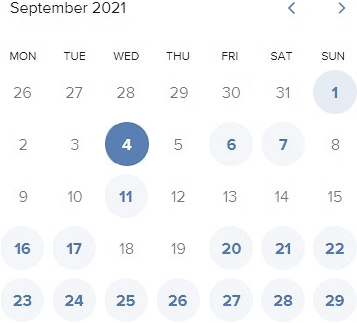 September 2021
MON TUE WED THU FRI SAT SUN
26 27 28 29 30 31 1
2 3 4 5 6 7 8
9 10 11 12 13 14 15
16 17 18 19 20 21 22
23 24 25 26 27 28 29